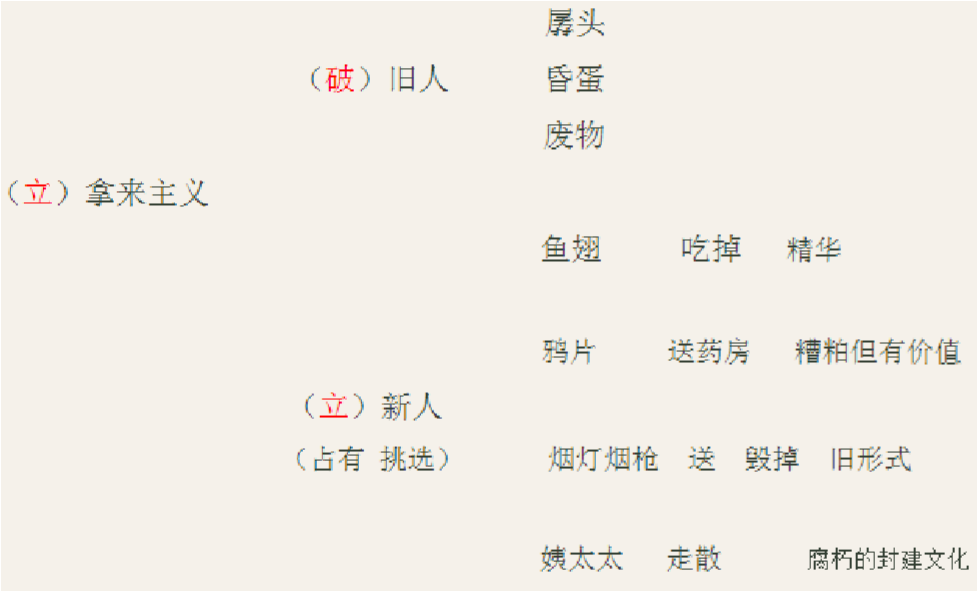 孱头
（破）旧人 昏蛋
废物
（立）拿来主义
鱼翅 吃掉 精华
鸦片 送药房 糟粕但有价值
（立）新人
（占有 挑选） 烟灯烟枪 送 毁掉 旧形式
姨太太 走散 腐朽的封建文化